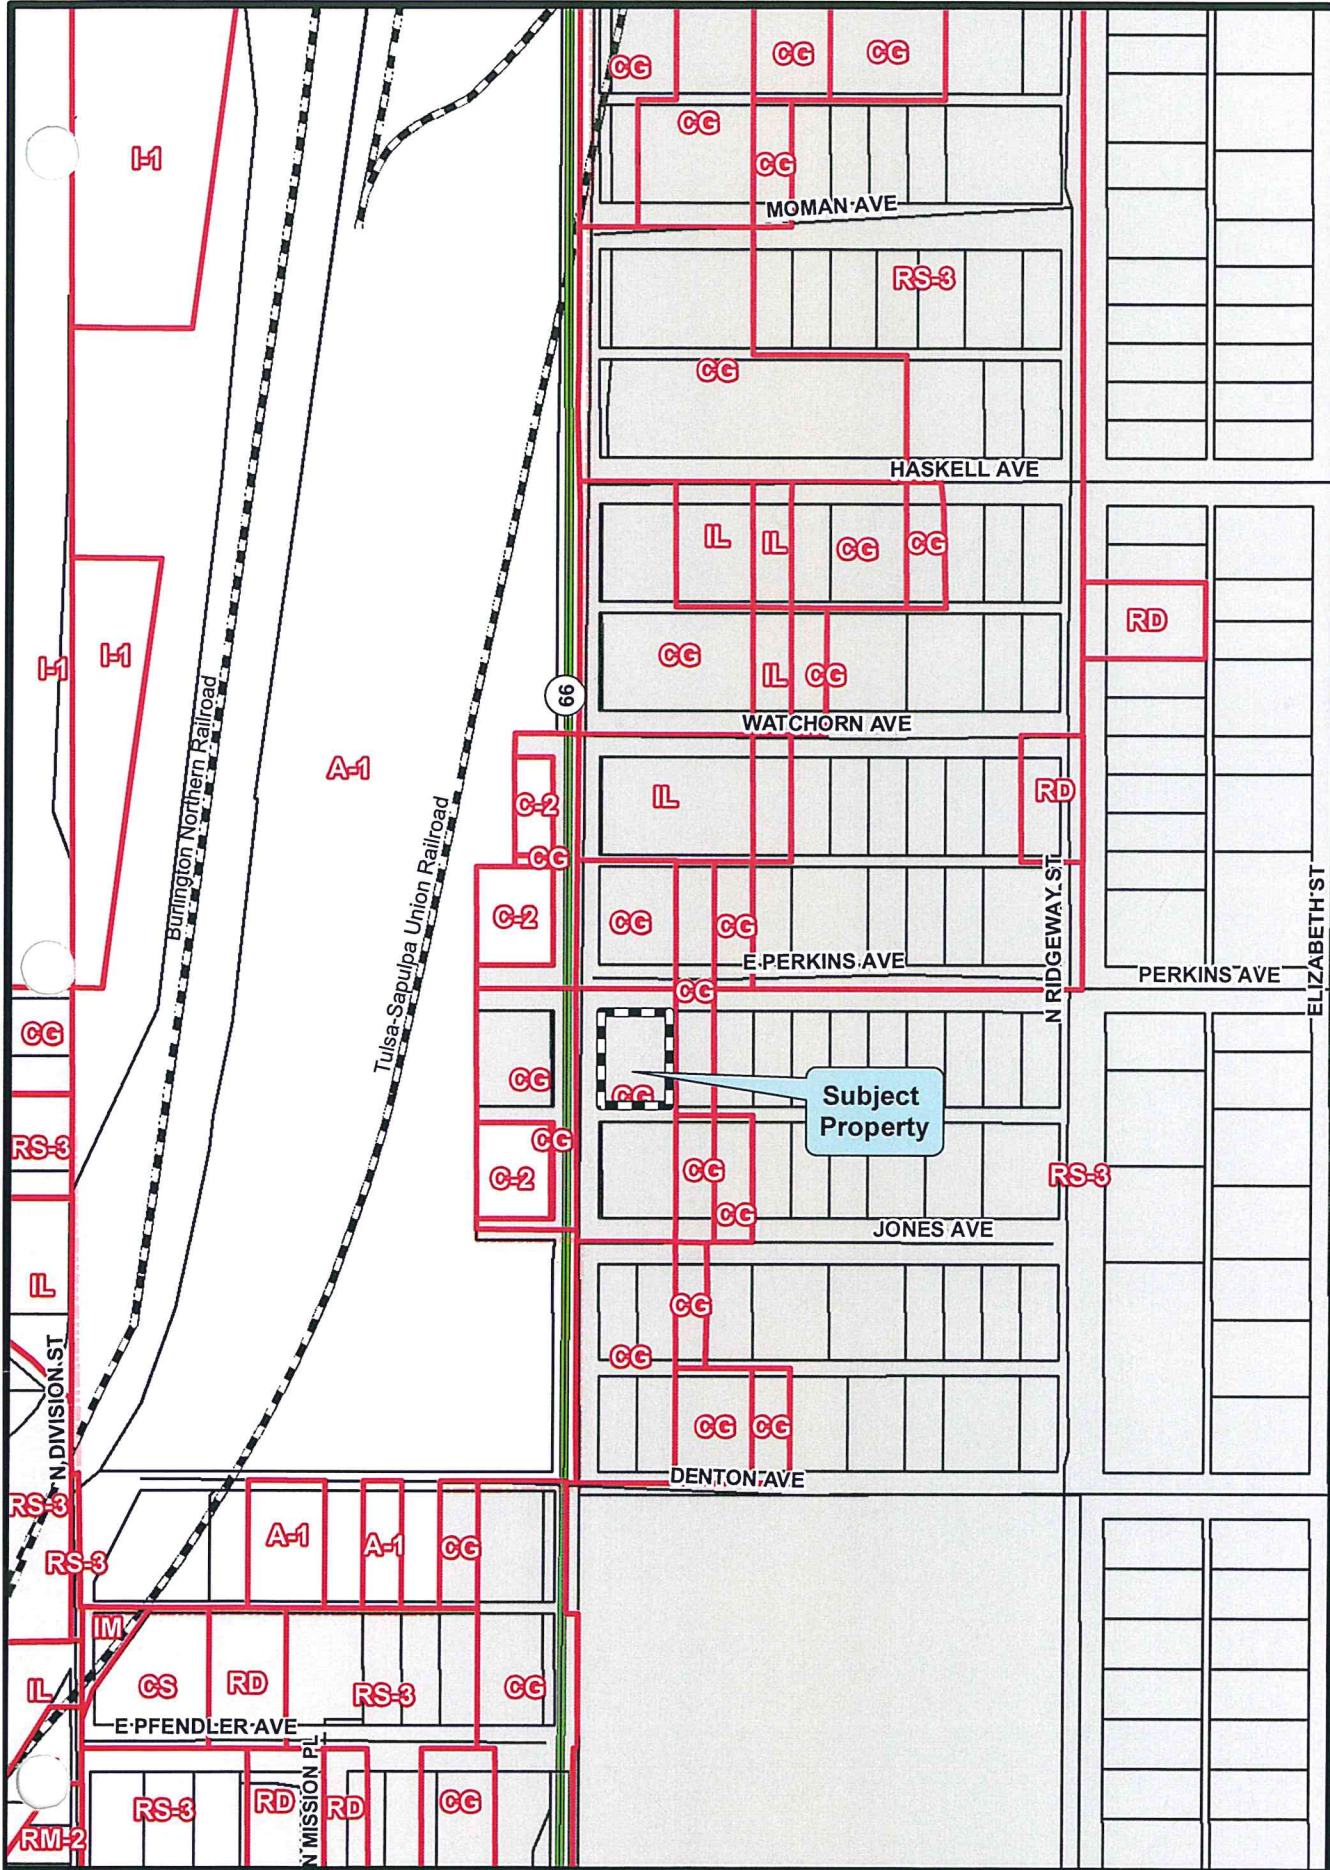 CG
CG
CG
CG
I-1
CG
MOMAN AVE
RS-3
CG
HASKELL AVE
IL
IL
CG
CG
RD
I-1
I-1
CG
IL
CG
66
WATCHORN AVE
Burlington Northern Railroad
A-1
C-2
IL
RD
Tulsa-Sapulpa Union Railroad
CG
C-2
CG
CG
N RIDGEWAY ST
ELIZABETH ST
E PERKINS AVE
PERKINS AVE
CG
CG
CG
CG
Subject
Property
RS-3
CG
C-2
CG
RS-3
CG
JONES AVE
IL
CG
CG
N DIVISION ST
CG
CG
DENTON AVE
RS-3
A-1
A-1
CG
RS-3
IM
IL
CS
RD
RS-3
CG
E PFENDLER AVE
N MISSION PL
RS-3
RD
RD
CG
RM-2